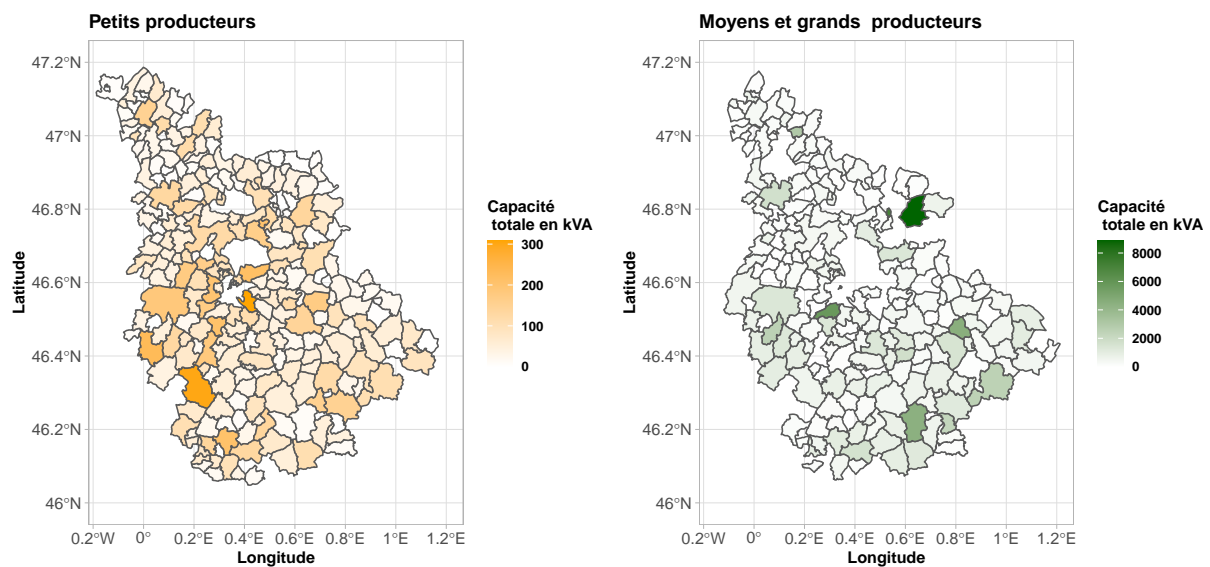 Petits producteurs
47.2°N
47°N
46.8°N
46.6°N
46.4°N
46.2°N
46°N
Latitude
0.2°W 0° 0.2°E 0.4°E 0.6°E 0.8°E 1°E 1.2°E
Longitude
Capacité
totale en kVA
300
200
100
0
Moyens et grands  producteurs
47.2°N
47°N
46.8°N
46.6°N
46.4°N
46.2°N
46°N
Latitude
0.2°W 0° 0.2°E 0.4°E 0.6°E 0.8°E 1°E 1.2°E
Longitude
Capacité
totale en kVA
8000
6000
4000
2000
0